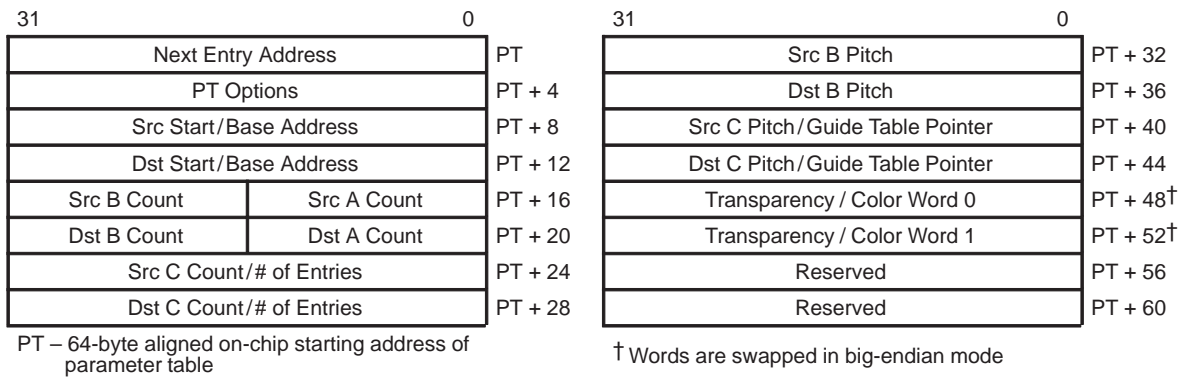 31 0
Next Entry Address PT
PT Options PT + 4
Src Start/Base Address PT + 8
Dst Start/Base Address PT + 12
Src B Count Src A Count PT + 16
Dst B Count Dst A Count PT + 20
Src C Count/# of Entries PT + 24
Dst C Count/# of Entries PT + 28
PT – 64-byte aligned on-chip starting address of
parameter table
31 0
Src B Pitch PT + 32
Dst B Pitch PT + 36
Src C Pitch/Guide Table Pointer PT + 40
Dst C Pitch/Guide Table Pointer PT + 44
Transparency / Color Word 0 PT + 48†
Transparency / Color Word 1 PT + 52†
Reserved PT + 56
Reserved PT + 60
† Words are swapped in big-endian mode